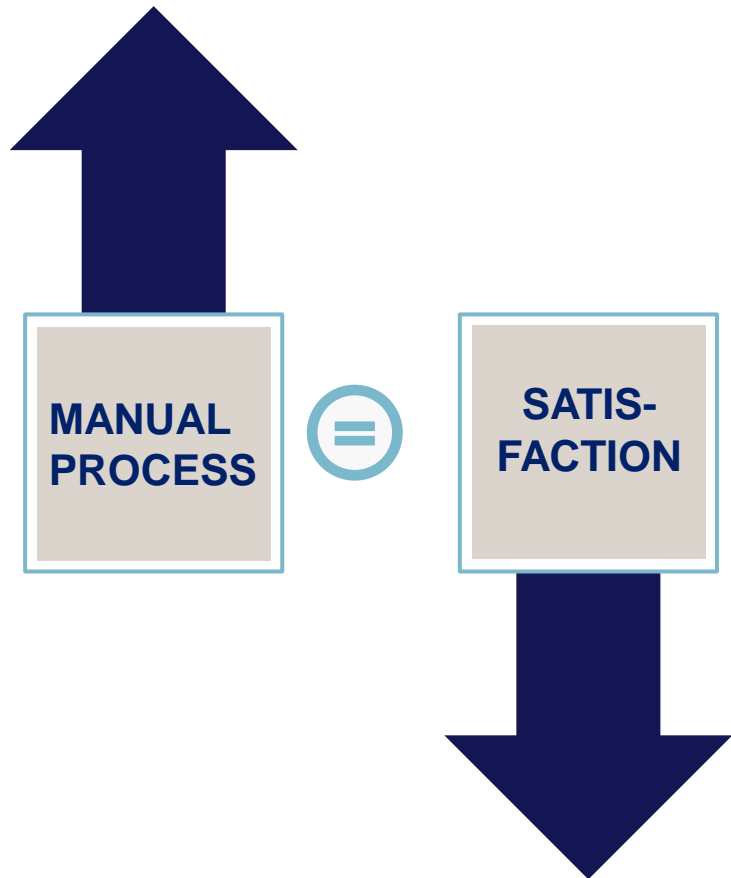 MANUAL
PROCESS
=
SATIS-
FACTION